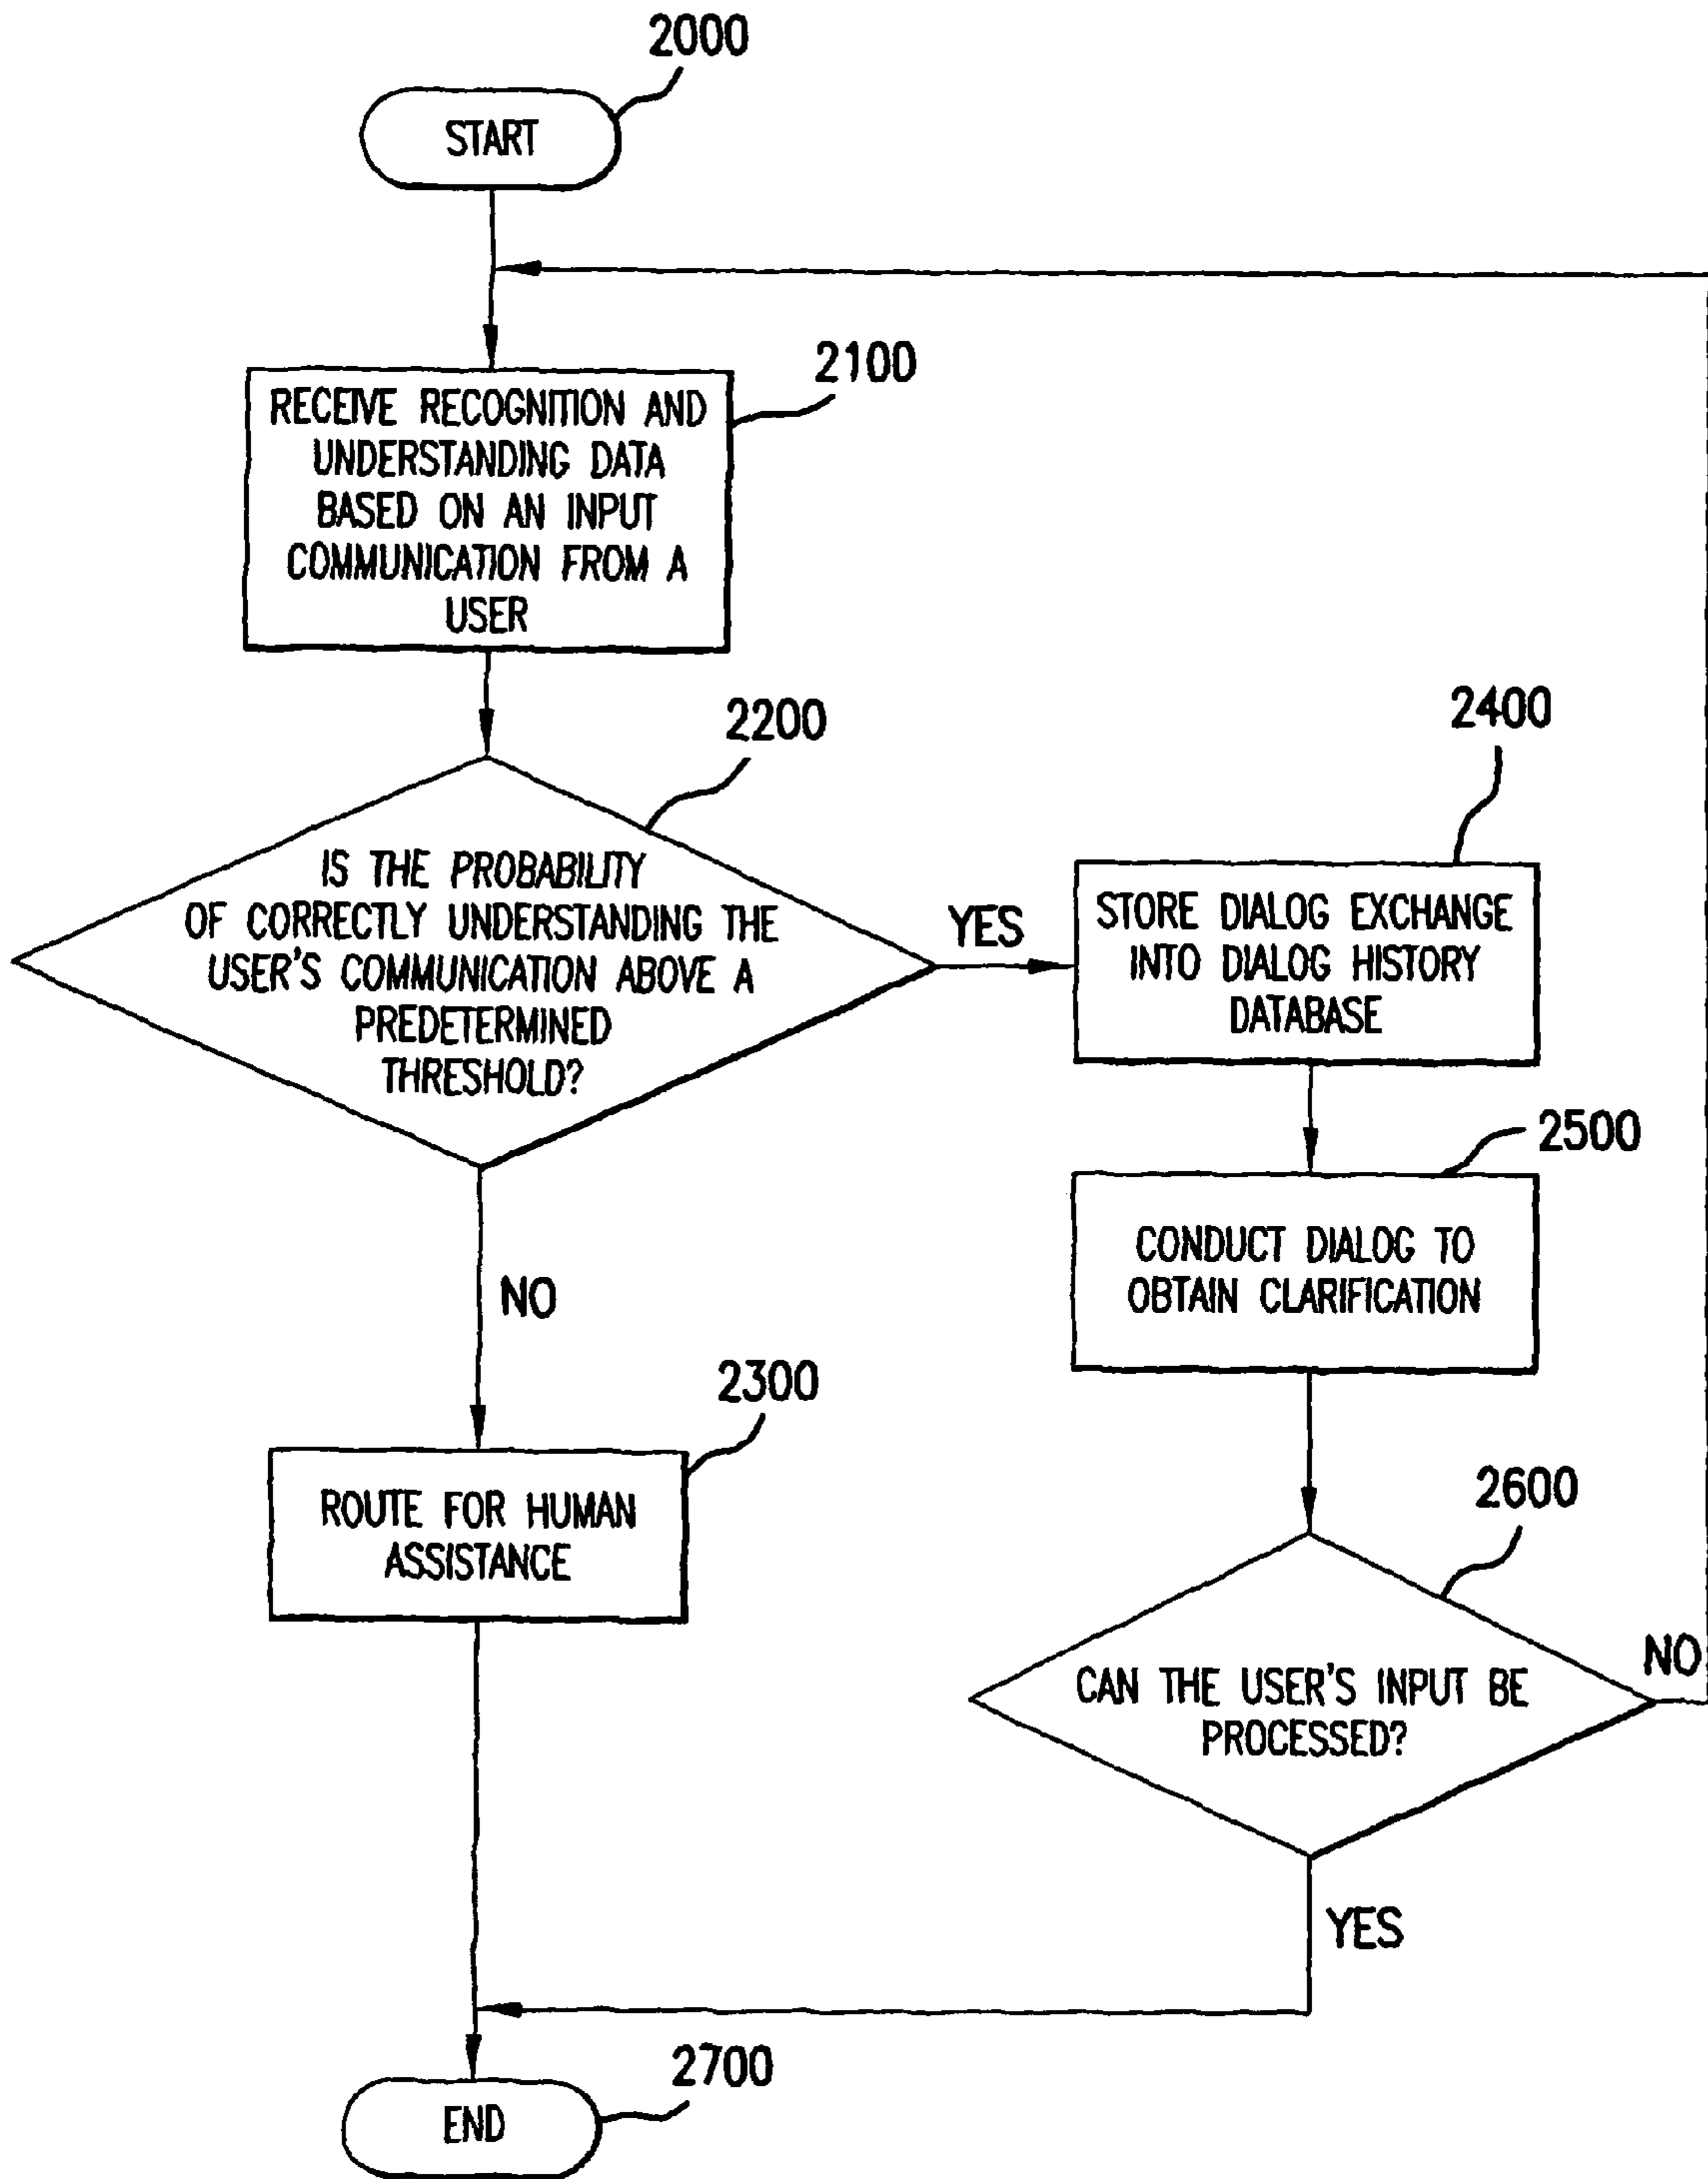 2000
START
2100
RECEIVE RECOGNITION AND
UNDERSTANDING DATA
BASED ON AN INPUT
COMMUNICATION FROM A
USER
2200
IS THE PROBABILITY
OF CORRECTLY UNDERSTANDING THE
USER'S COMMUNICATION ABOVE A
PREDETERMINED
THRESHOLD?
YES
2400
STORE DIALOG EXCHANGE
INTO DIALOG HISTORY
DATABASE
2500
CONDUCT DIALOG TO
OBTAIN CLARIFICATION
NO
2300
ROUTE FOR HUMAN
ASSISTANCE
2600
CAN THE USER'S INPUT BE
PROCESSED?
NO
YES
2700
END